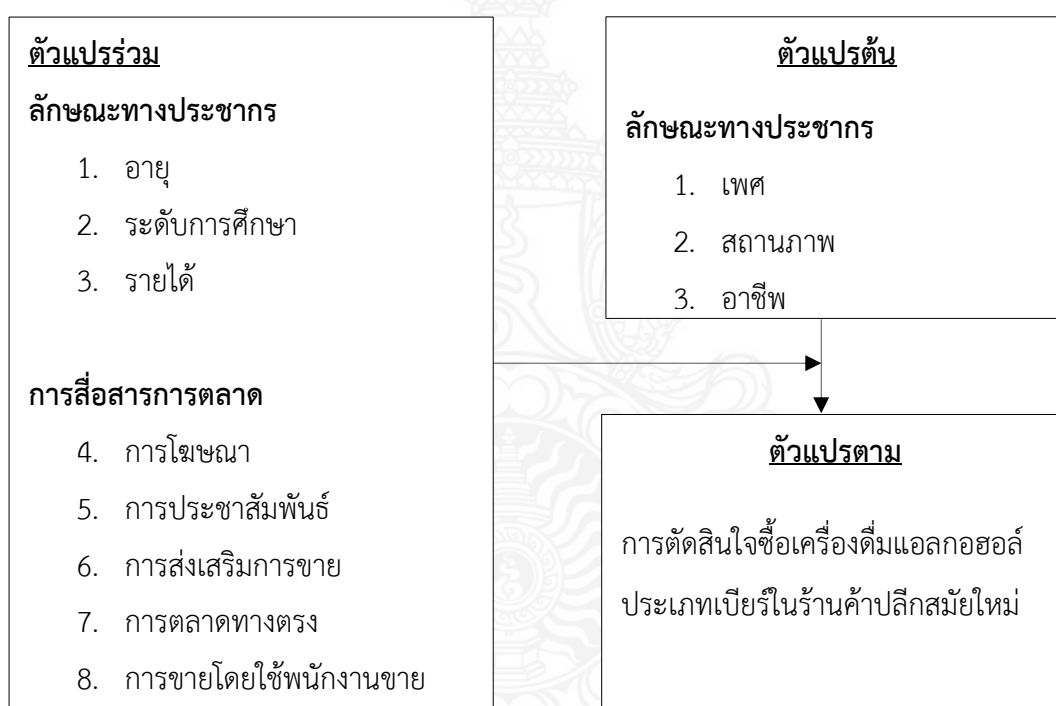 ตัวแปรร่วม
ลักษณะทางประชากร
1. อายุ
2. ระดับการศึกษา
3. รายได้
การสื่อสารการตลาด
4. การโฆษณา
5. การประชาสัมพันธ์
6. การส่งเสริมการขาย
7. การตลาดทางตรง
8. การขายโดยใช้พนักงานขาย
ตัวแปรต้น
ลักษณะทางประชากร
1. เพศ
2. สถานภาพ
3. อาชีพ
ตัวแปรตาม
การตัดสินใจซื้อเครื่องดื่มแอลกอฮอล์
ประเภทเบียร์ในร้านค้าปลีกสมัยใหม่